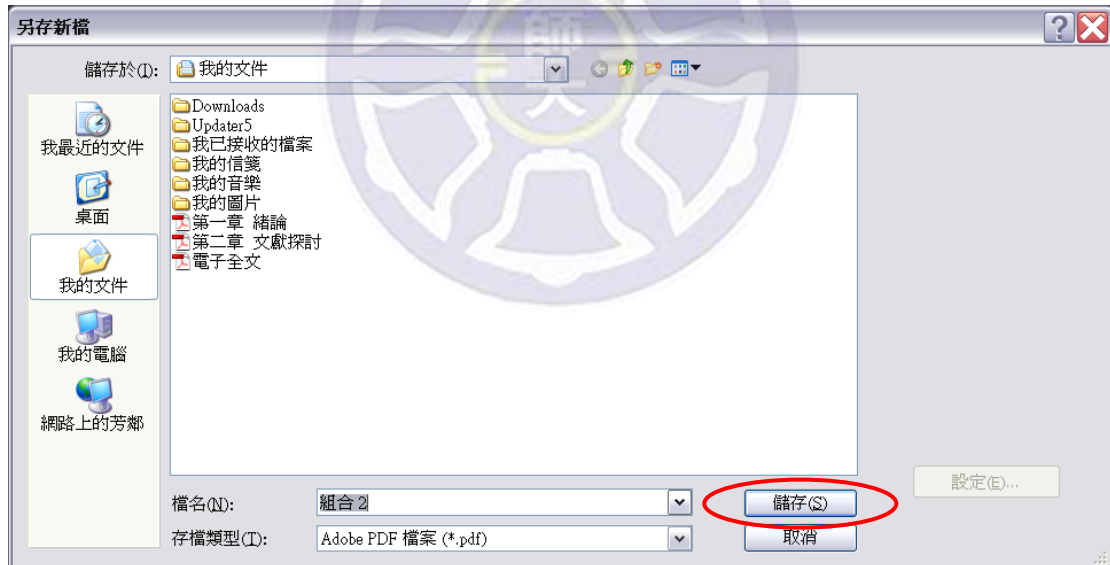 另存新檔
儲存於(I):
我的文件
我最近的文件
桌面
我的文件
我的電腦
網路上的芳鄰
Downloads
Updater5
我已接收的檔案
我的信箋
我的音樂
我的圖片
第一章 緒論
第二章 文獻探討
電子全文
設定(E)...
檔名(N):
組合 2
儲存(S)
存檔類型(T):
Adobe PDF 檔案 (*.pdf)
取消
師大